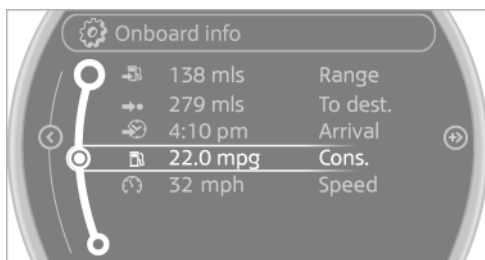 Onboard info
138 mls Range
279 mls To dest.
4:10 pm Arrival
22.0 mpg Cons.
32 mph Speed